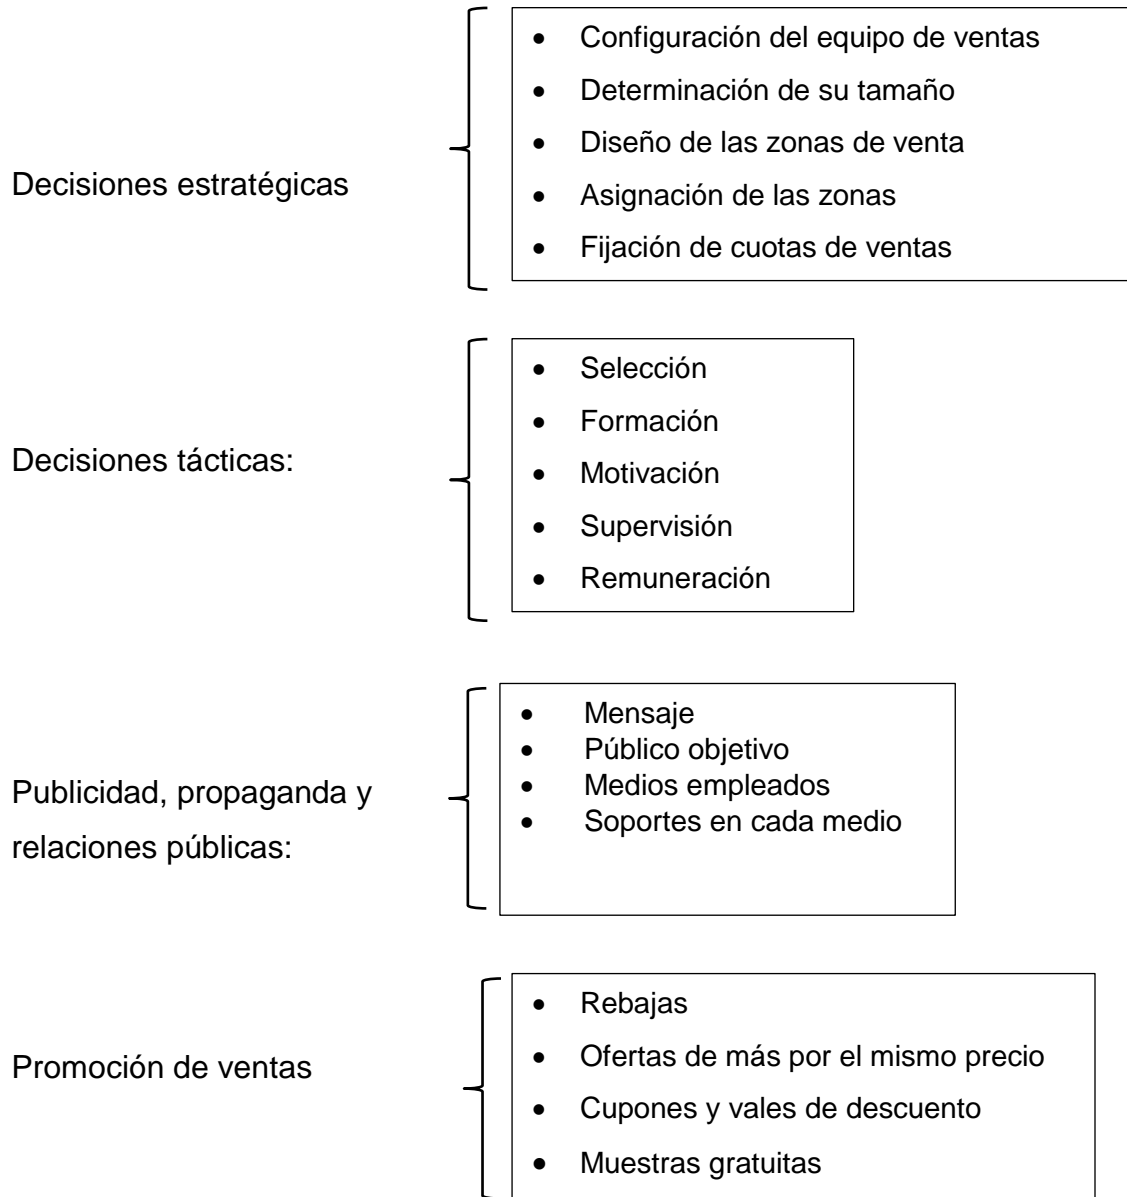 Decisiones estratégicas
• Configuración del equipo de ventas
• Determinación de su tamaño
• Diseño de las zonas de venta
• Asignación de las zonas
• Fijación de cuotas de ventas
Decisiones tácticas:
• Selección
• Formación
• Motivación
• Supervisión
• Remuneración
Publicidad, propaganda y
relaciones públicas:
• Mensaje
• Público objetivo
• Medios empleados
• Soportes en cada medio
Promoción de ventas
• Rebajas
• Ofertas de más por el mismo precio
• Cupones y vales de descuento
• Muestras gratuitas